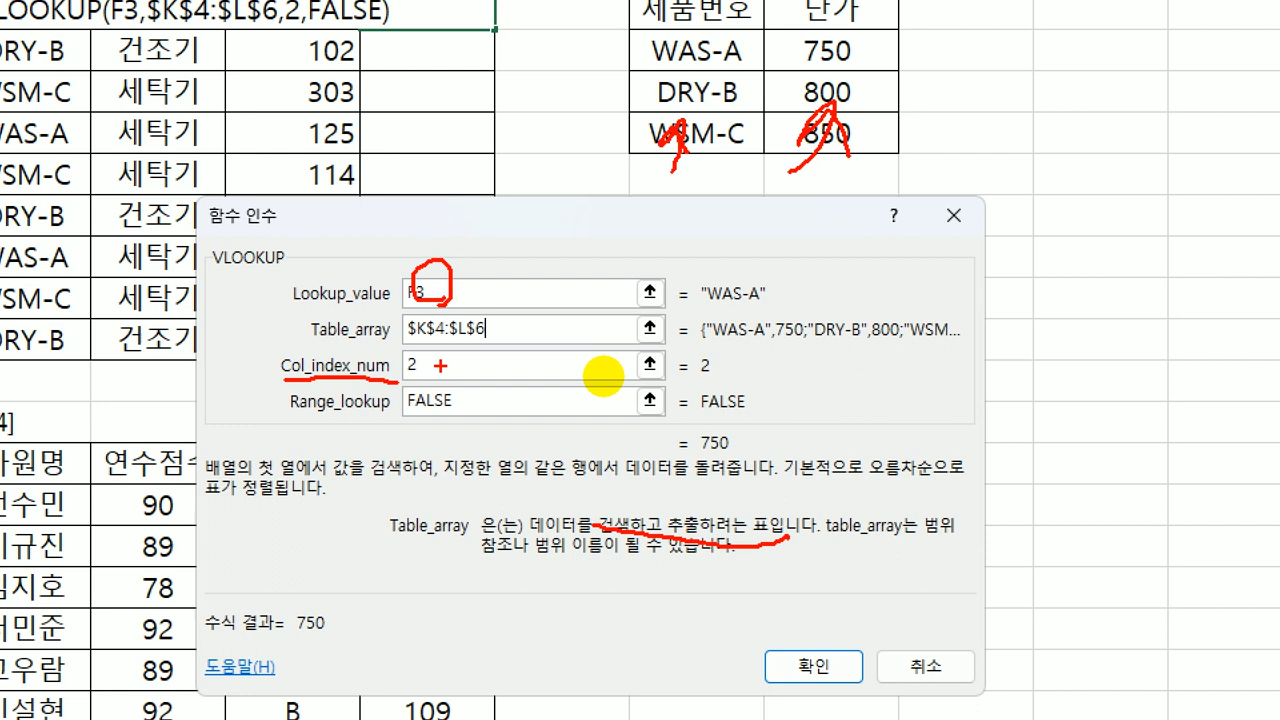 LOOKUP(F3,$K$4:$L$6,2,FALSE) 제품번호 단가
DRY-B 건조기 102 WAS-A 750
WSM-C 세탁기 303 DRY-B 800
WAS-A 세탁기 125 WSM-C 850
WSM-C 세탁기 114
DRY-B 건조기
WAS-A 세탁기
WSM-C 세탁기
DRY-B 건조기
함수 인수 ?
VLOOKUP
Lookup_value F3 = "WAS-A"
Table_array $K$4:$L$6 = {"WAS-A",750;"DRY-B",800;"WSM...
Col_index_num 2 = 2
Range_lookup FALSE = FALSE
= 750
배열의 첫 열에서 값을 검색하여, 지정한 열의 같은 행에서 데이터를 돌려줍니다. 기본적으로 오름차순으로
표가 정렬됩니다.
Table_array 은(는) 데이터를 검색하고 추출하려는 표입니다. table_array는 범위
참조나 범위 이름이 될 수 있습니다.
수식 결과= 750
도움말(H) 확인 취소
4]
사원명 연수점수
90
89
김지호 78
92
고우람 89
92 B 109